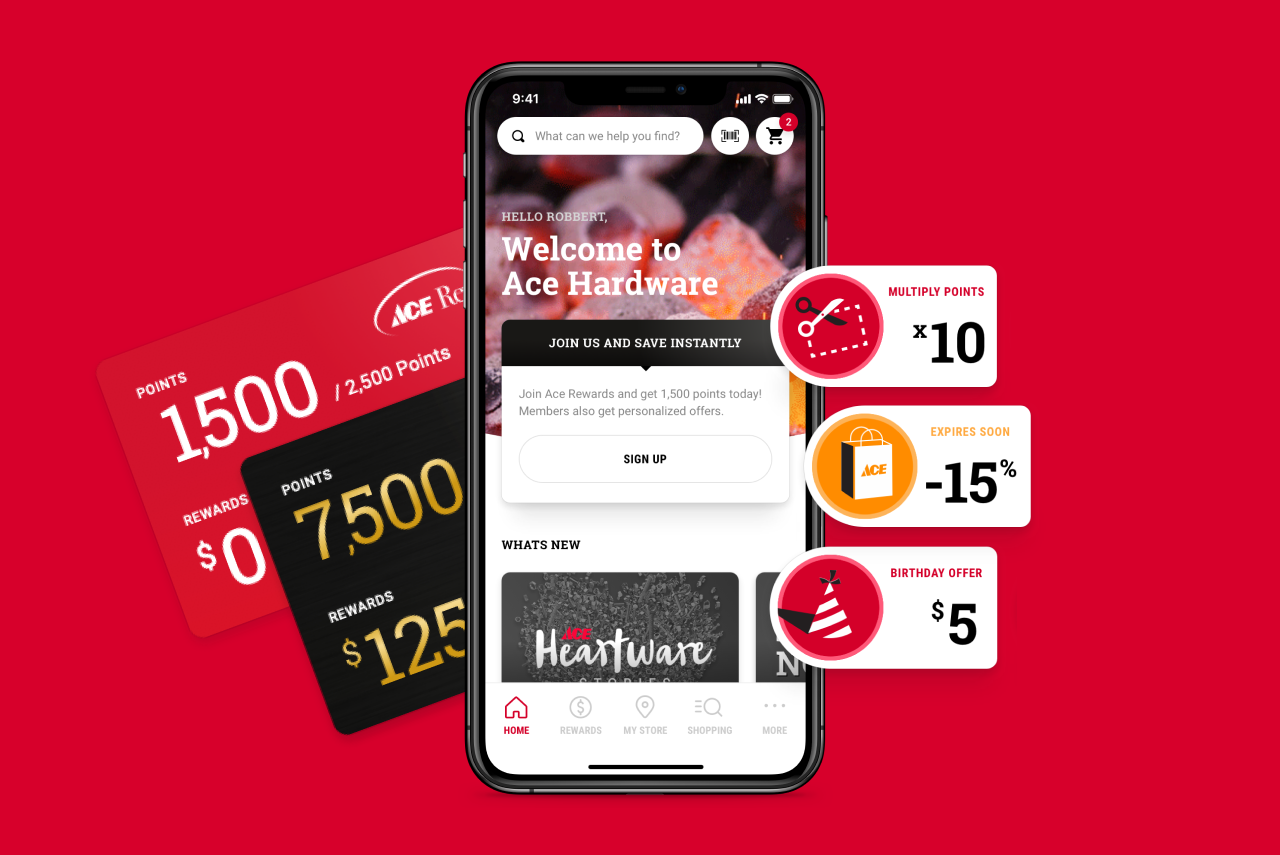 9:41
What can we help you find?
2
HELLO ROBBERT,
Welcome to
Ace Hardware
JOIN US AND SAVE INSTANTLY
Join Ace Rewards and get 1,500 points today!
Members also get personalized offers.
SIGN UP
WHATS NEW
ACE
Heartware
STORIES
HOME
REWARDS
MY STORE
SHOPPING
MORE
ACE
POINTS
1,500 / 2,500 Points
REWARDS
$0
POINTS
7,500
REWARDS
$125
MULTIPLY POINTS
x10
EXPIRES SOON
ACE
-15%
BIRTHDAY OFFER
$5